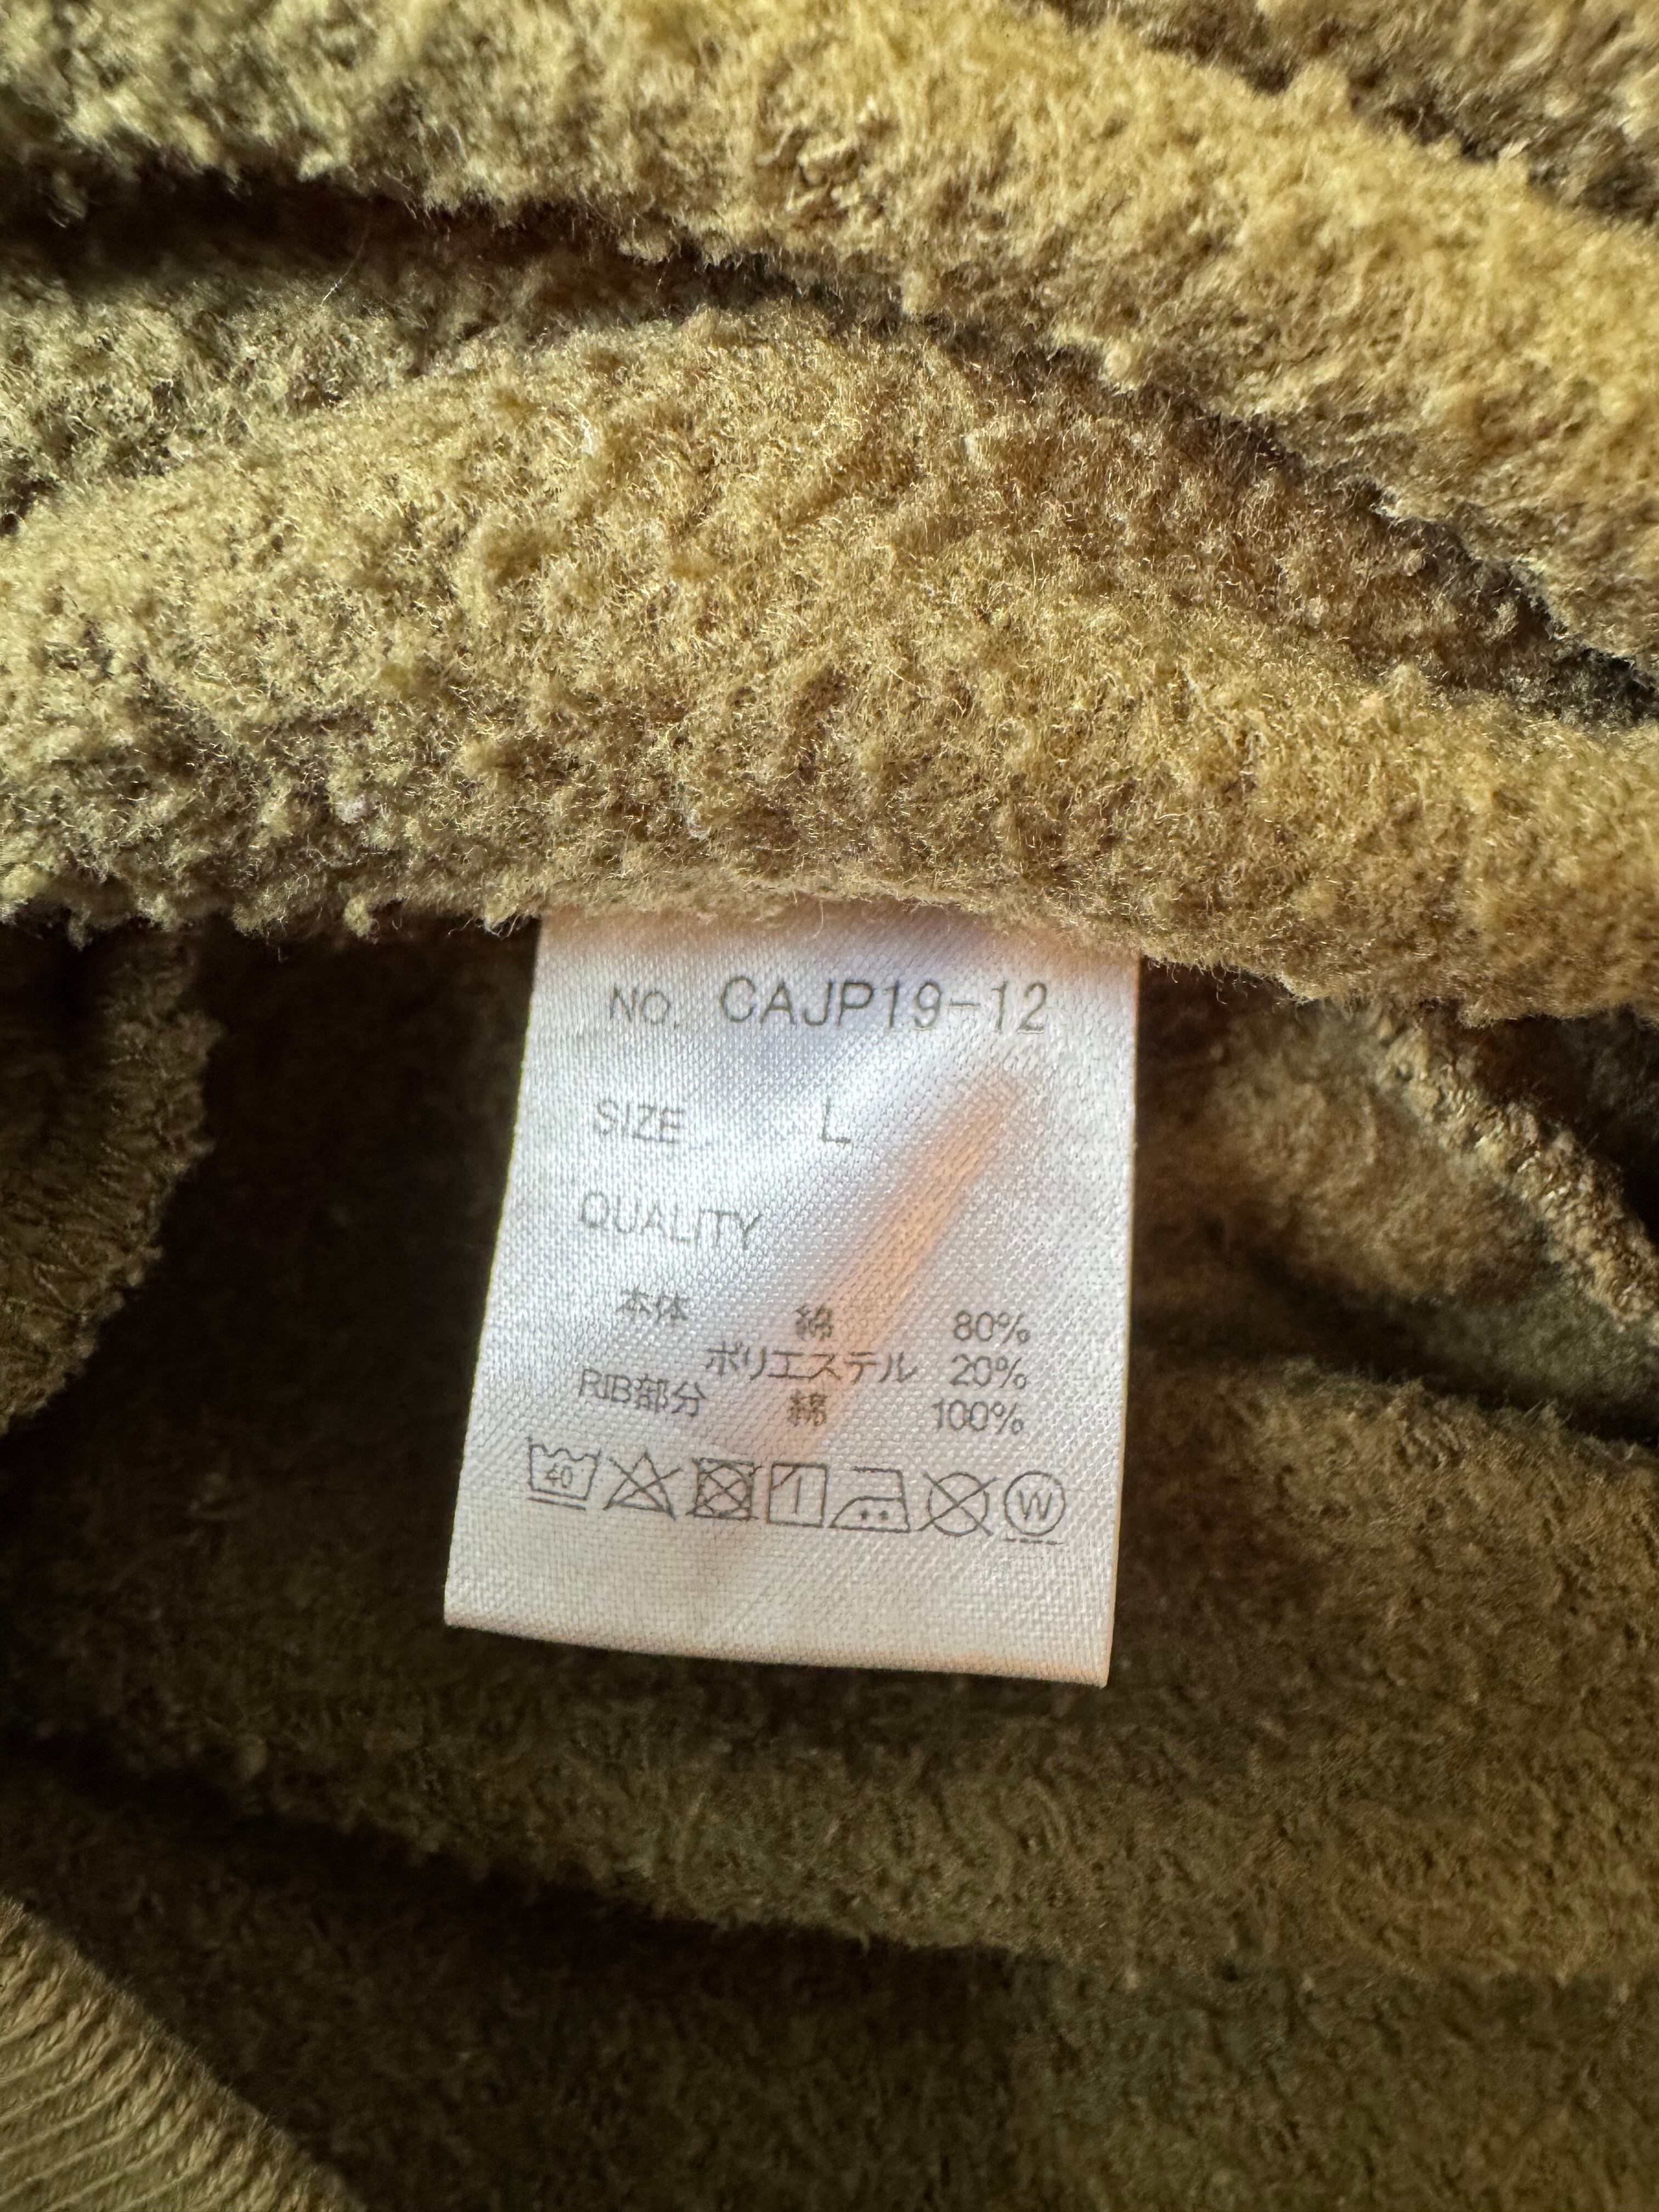 NO. CAJP19-12
SIZE L
QUALITY
本体 綿 80%
ポリエステル 20%
RIB部分 綿 100%
40 W